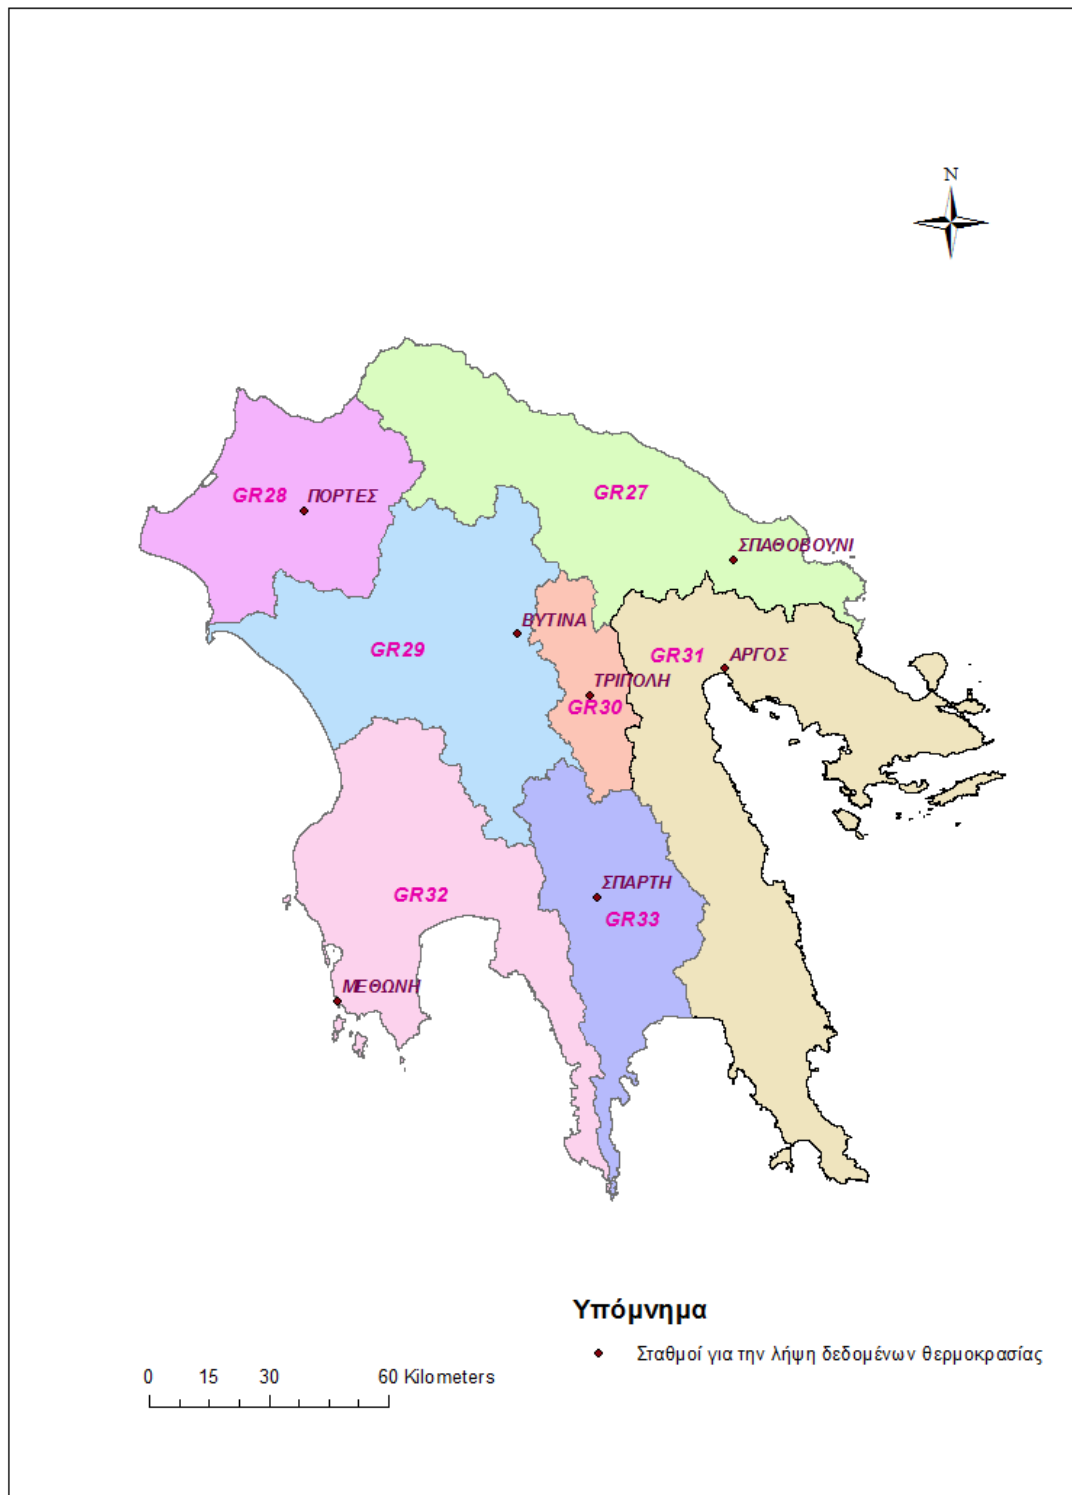 N
GR28
ΠΟΡΤΕΣ
GR27
ΣΠΑΘΟΒΟΥΝΙ
ΒΥΤΙΝΑ
GR29
GR31
ΑΡΓΟΣ
ΤΡΙΠΟΛΗ
GR30
ΣΠΑΡΤΗ
GR32
GR33
ΜΕΘΩΝΗ
Υπόμνημα
Σταθμοί για την λήψη δεδομένων θερμοκρασίας
0 15 30 60 Kilometers